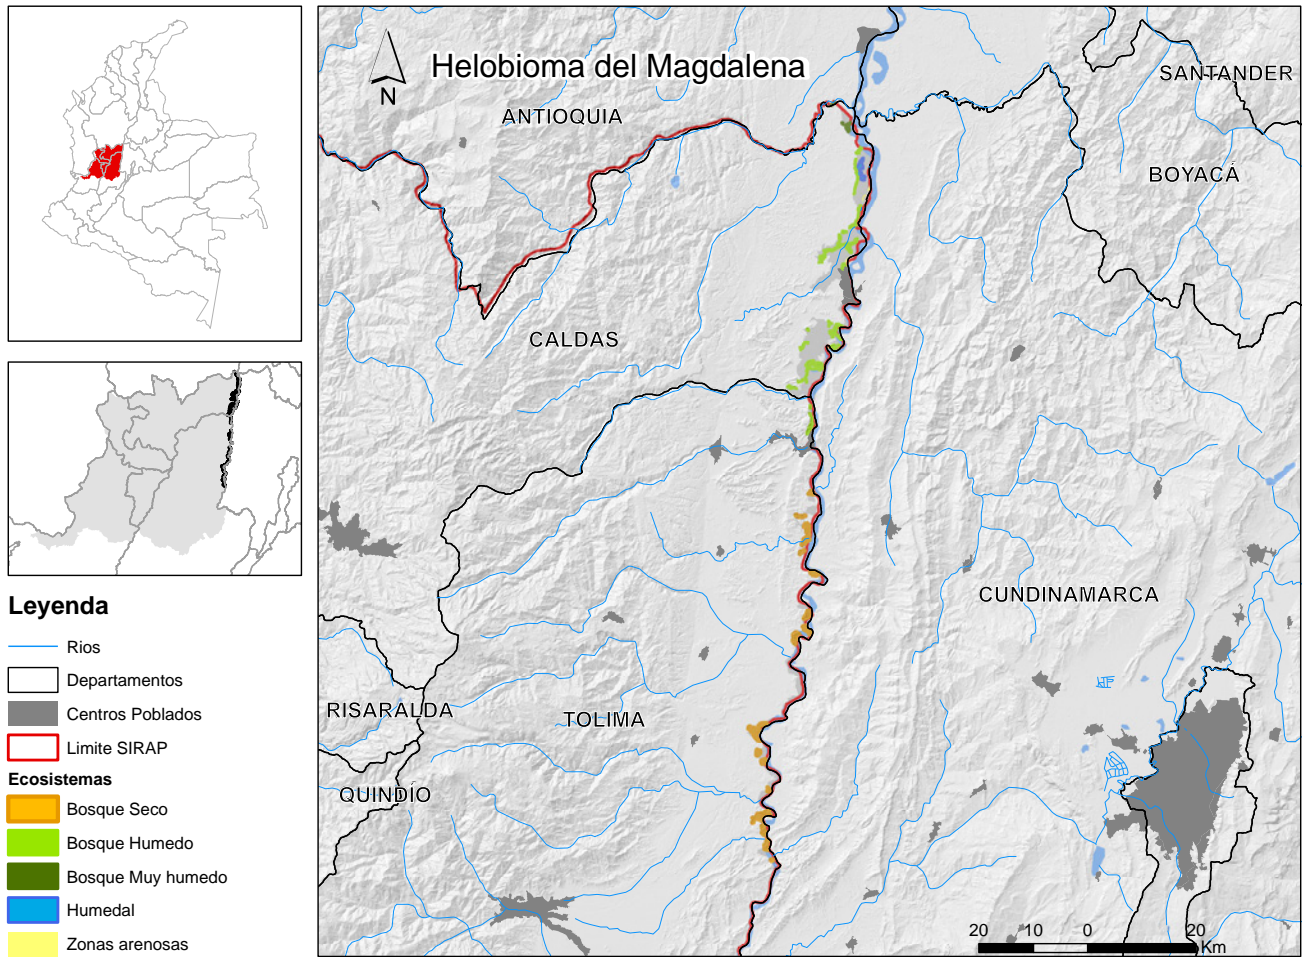 Helobioma del Magdalena
N
ANTIOQUIA
SANTANDER
BOYACÁ
CALDAS
CUNDINAMARCA
RISARALDA
TOLIMA
QUINDÍO
20 10 0 20
Km
Leyenda
Rios
Departamentos
Centros Poblados
Limite SIRAP
Ecosistemas
Bosque Seco
Bosque Humedo
Bosque Muy humedo
Humedal
Zonas arenosas